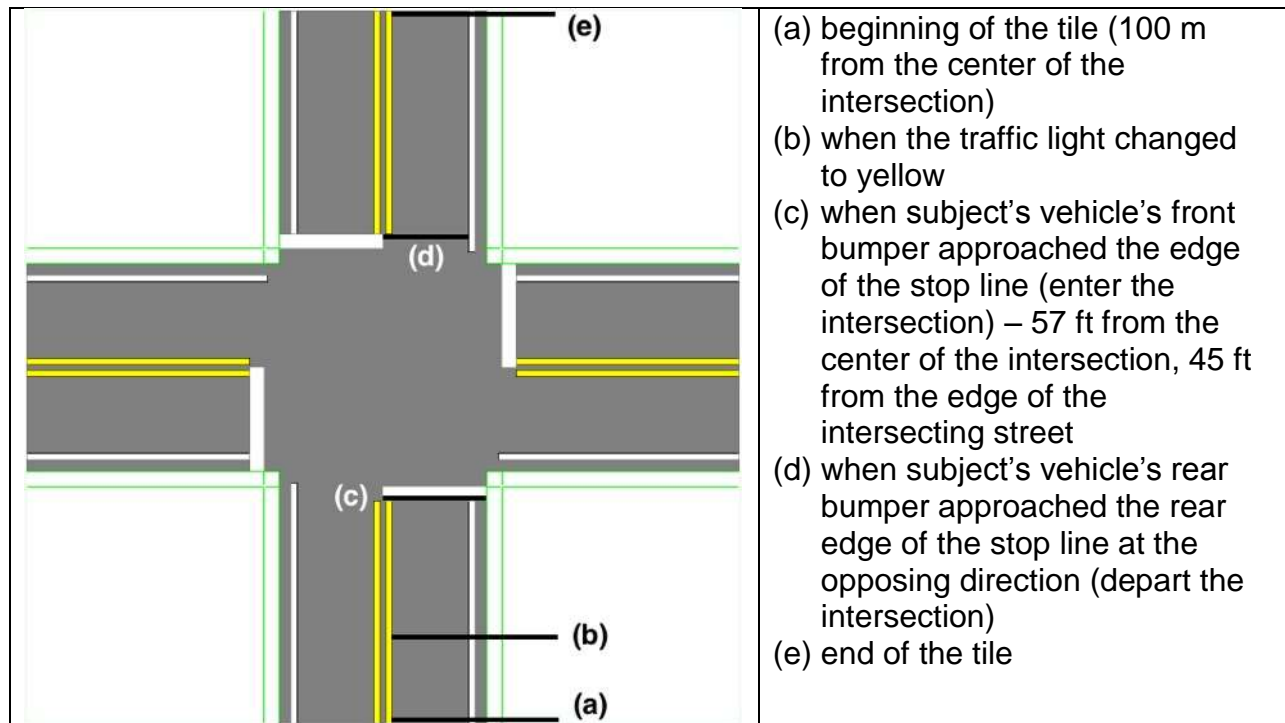 (e)
(d)
(c)
(b)
(a)
(a) beginning of the tile (100 m
from the center of the
intersection)
(b) when the traffic light changed
to yellow
(c) when subject's vehicle's front
bumper approached the edge
of the stop line (enter the
intersection) – 57 ft from the
center of the intersection, 45 ft
from the edge of the
intersecting street
(d) when subject's vehicle's rear
bumper approached the rear
edge of the stop line at the
opposing direction (depart the
intersection)
(e) end of the tile